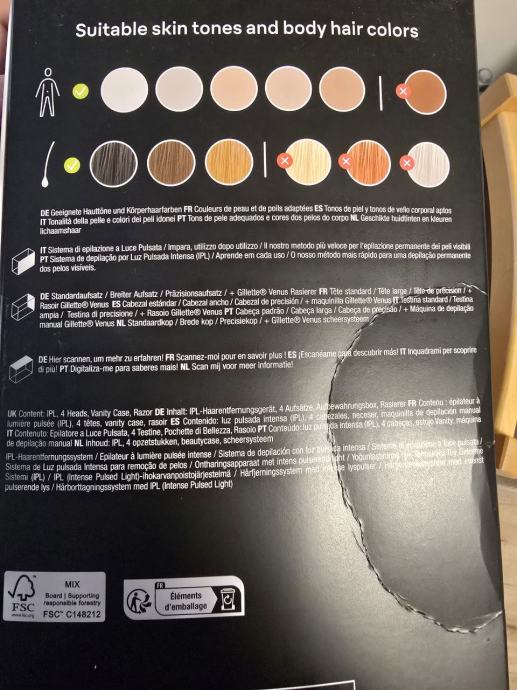 Suitable skin tones and body hair colors
DE Geeignete Hauttöne und Körperhaarfarben FR Couleurs de peau et de poils adaptées ES Tonos de piel y tonos de vello corporal aptos
IT Tonalità della pelle e colori dei peli idonei PT Tons de pele adequados e cores dos pelos do corpo NL Geschikte huidtinten en kleuren
lichaamshaar
IT Sistema di epilazione a Luce Pulsata / Impara, utilizzo dopo utilizzo / Il nostro metodo più veloce per l'epilazione permanente dei peli visibili
PT Sistema de depilação por Luz Pulsada Intensa (IPL) / Aprende em cada uso / O nosso método mais rápido para uma depilação permanente
dos pelos visíveis.
DE Standardaufsatz / Breiter Aufsatz / Präzisionsaufsatz / + Gillette® Venus Rasierer FR Tête standard / Tête large / Tête de précision / +
Rasoir Gillette® Venus ES Cabezal estándar / Cabezal ancho / Cabezal de precisión / + maquinilla Gillette® Venus IT Testina standard / Testina
ampia / Testina di precisione / + Rasoio Gillette® Venus PT Cabeça padrão / Cabeça larga / Cabeça de precisão / + Máquina de depilação
manual Gillette® Venus NL Standaardkop / Brede kop / Precisiekop / + Gillette® Venus scheersysteem
DE Hier scannen, um mehr zu erfahren! FR Scannez-moi pour en savoir plus ! ES ¡Escanéame para descubrir más! IT Inquadrami per scoprire
di più! PT Digitaliza-me para saberes mais! NL Scan mij voor meer informatie!
UK Content: IPL, 4 Heads, Vanity Case, Razor DE Inhalt: IPL-Haarentfernungsgerät, 4 Aufsätze, Aufbewahrungsbox, Rasierer FR Contenu : épilateur à
lumière pulsée (IPL), 4 têtes, vanity case, rasoir ES Contenido: luz pulsada intensa (IPL), 4 cabezales, neceser, maquinilla de depilación manual
IT Contenuto: Epilatore a Luce Pulsata, 4 Testine, Pochette di Bellezza, Rasoio PT Conteúdo: luz pulsada intensa (IPL), 4 cabeças, estojo Vanity, máquina
de depilação manual NL Inhoud: IPL, 4 opzetstukken, beautycase, scheersysteem
IPL-Haarentfernungssystem / Epilateur à lumière pulsée intense / Sistema de depilación con luz pulsada intensa / Sistema di epilazione a luce pulsata /
Sistema de Luz pulsada Intensa para remoção de pelos / Ontharingsapparaat met intens pulserend licht /
Sistemi (IPL) / IPL (Intense Pulsed Light)-ihokarvanpoistojärjestelmä / Hårfjerningssystem med intense lyspulser / intenst
pulserende lys / Hårborttagningssystem med IPL (Intense Pulsed Light)
FSC
www.fsc.org
MIX
Board | Supporting
responsible forestry
FSC™ C148212
FR
Éléments
d'emballage